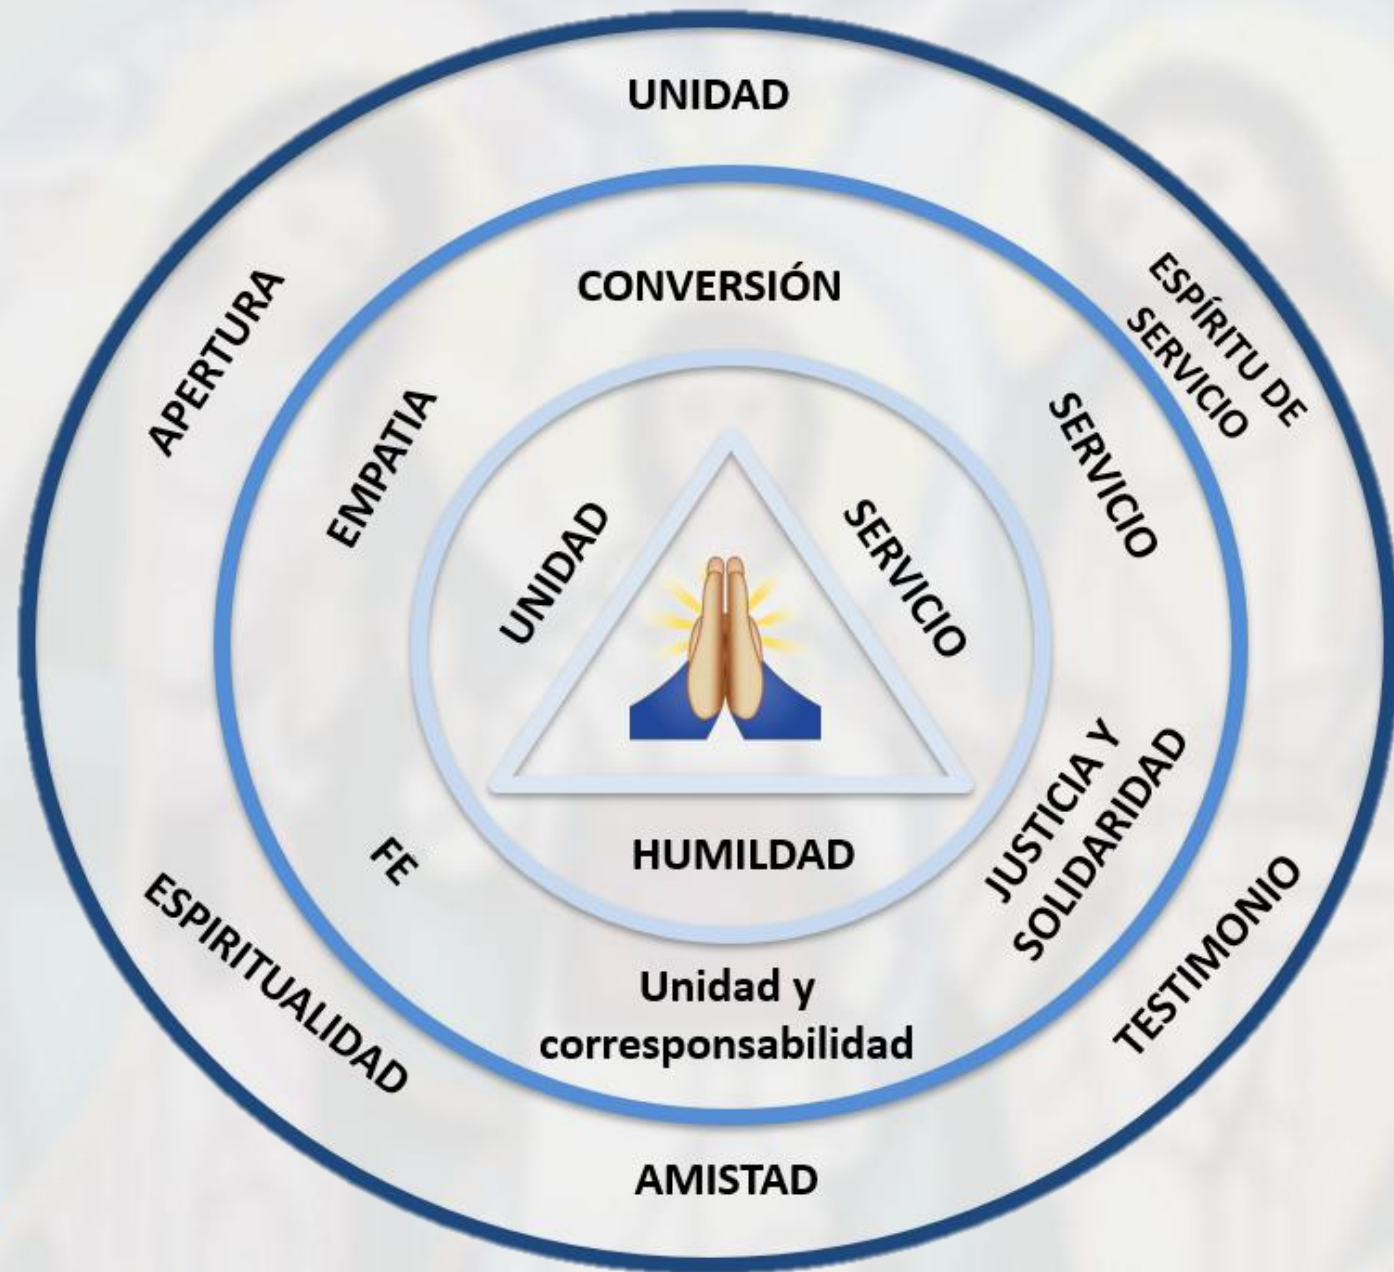 UNIDAD
APERTURA
ESPÍRITU DE
SERVICIO
CONVERSIÓN
EMPATIA
SERVICIO
UNIDAD
SERVICIO
HUMILDAD
FE
JUSTICIA Y
SOLIDARIDAD
Unidad y
corresponsabilidad
ESPIRITUALIDAD
TESTIMONIO
AMISTAD